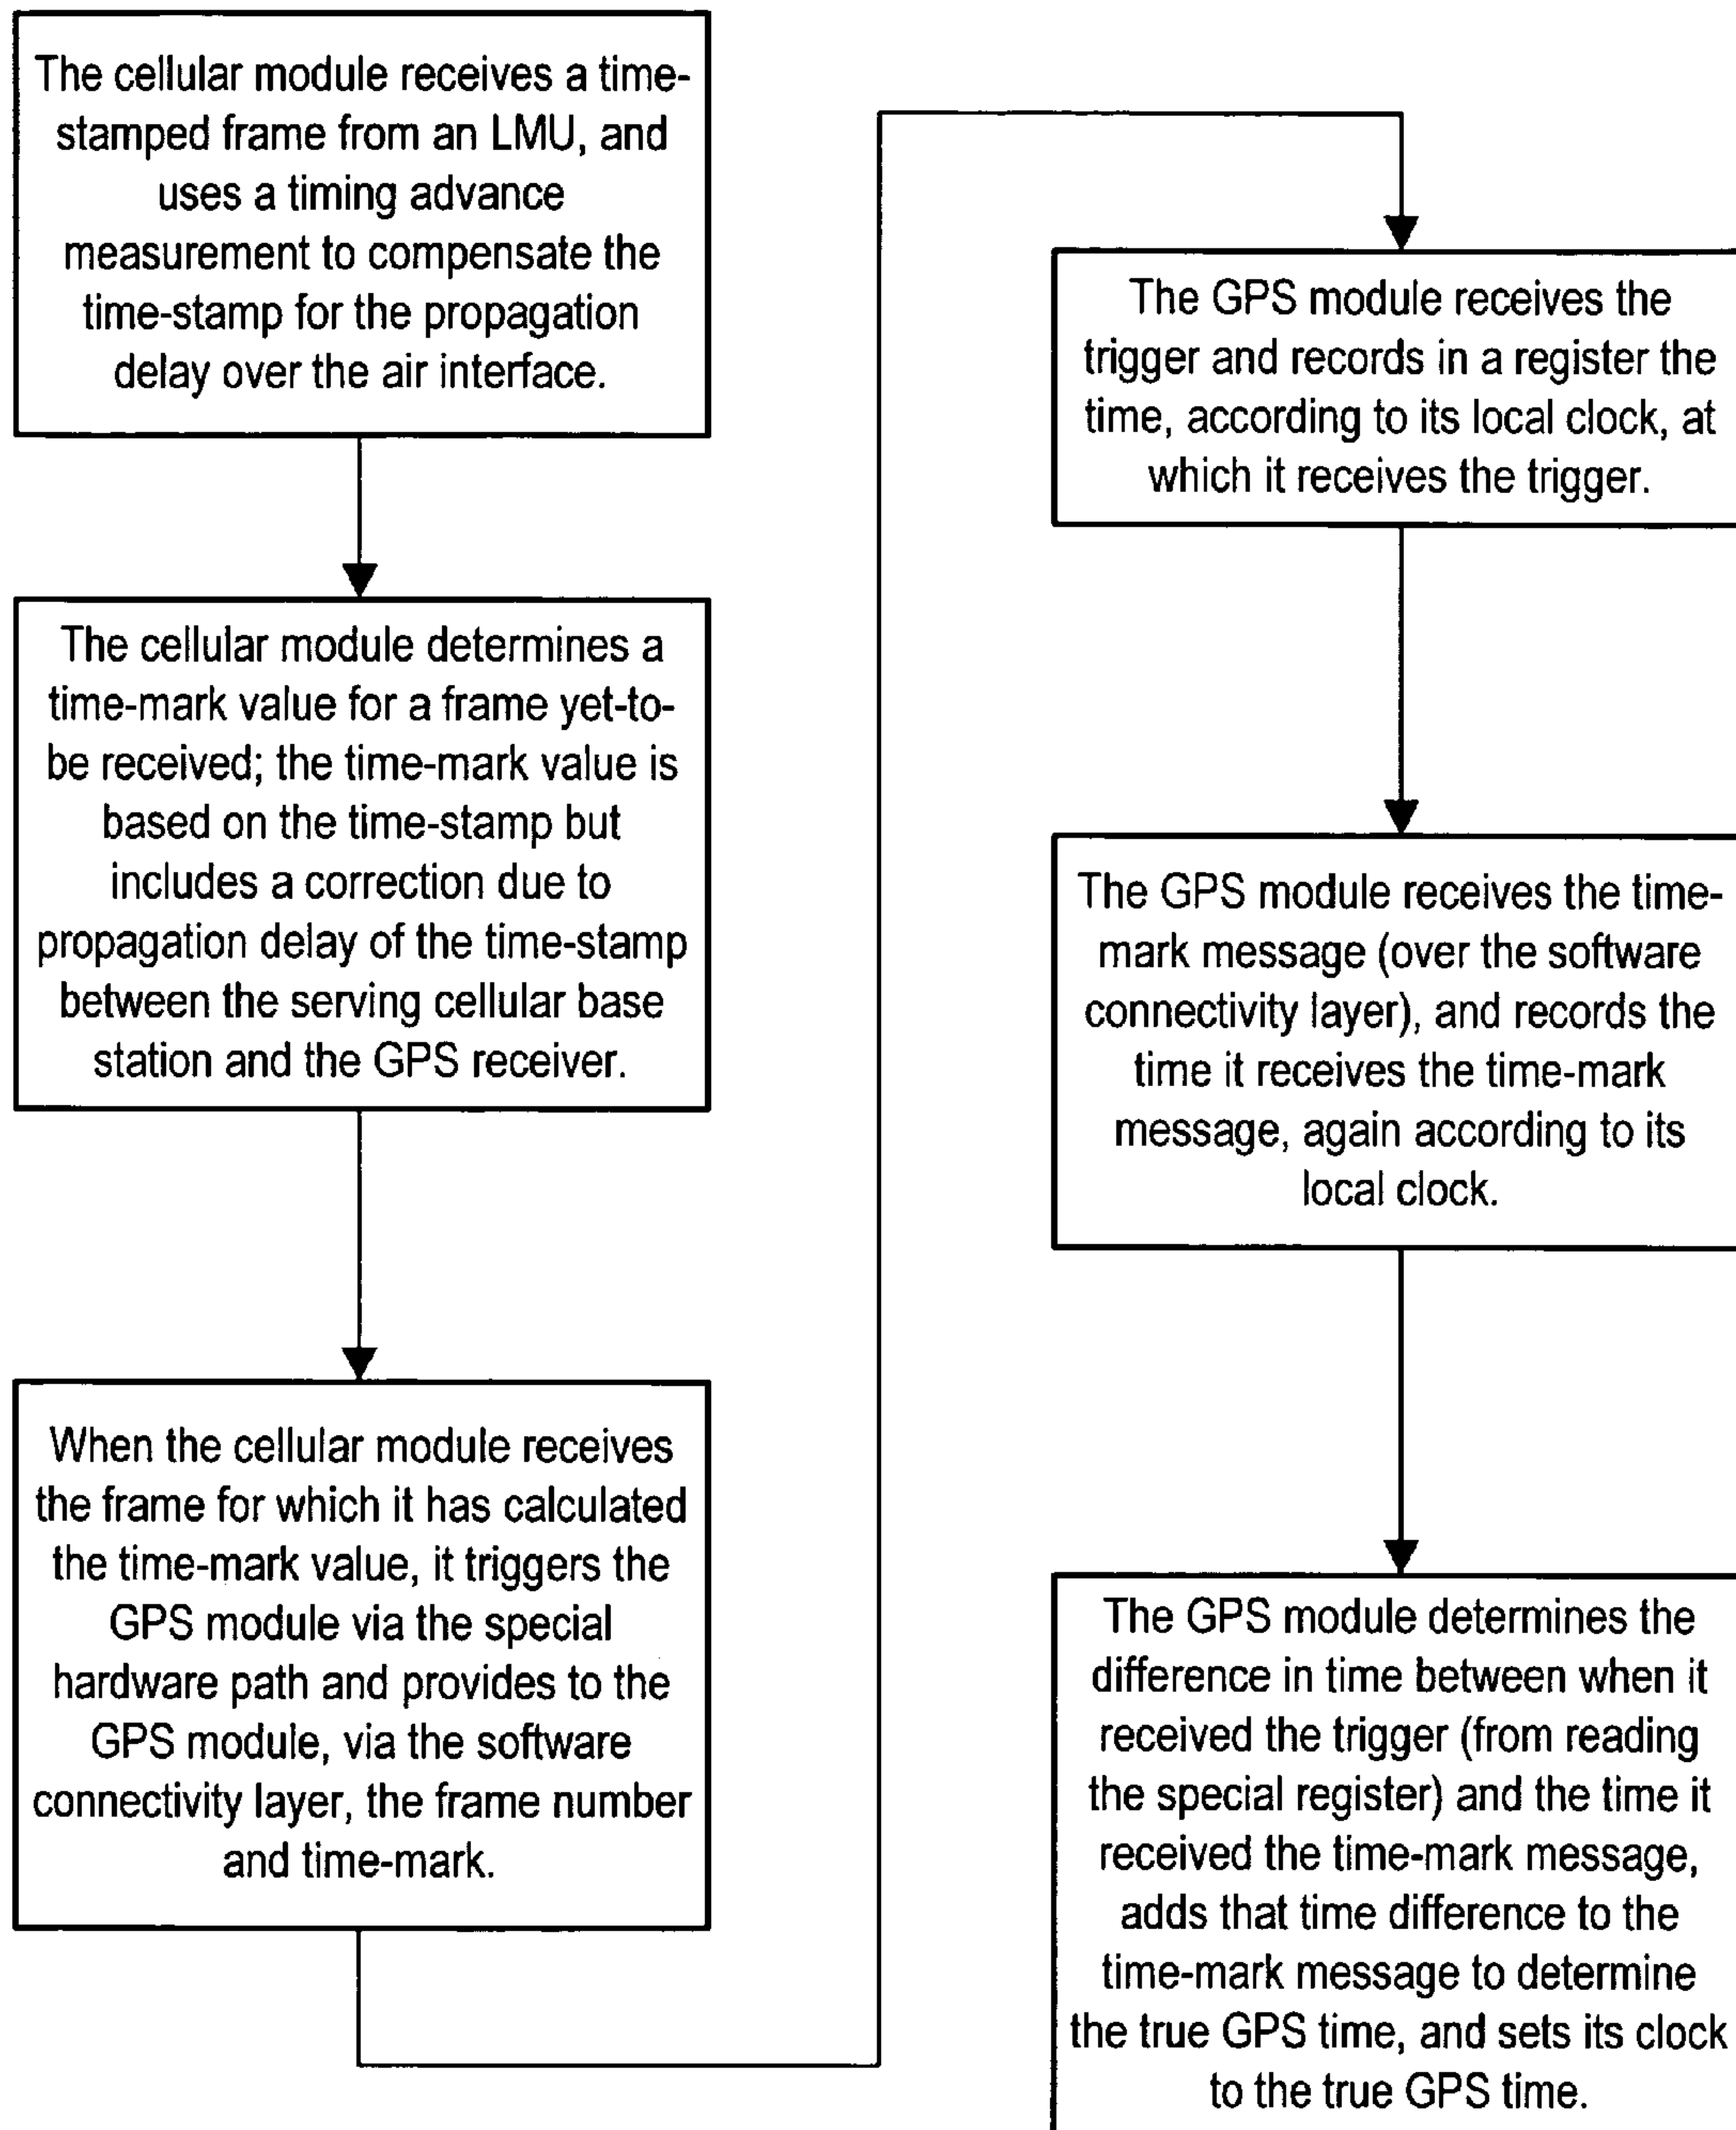 The cellular module receives a time-
stamped frame from an LMU, and
uses a timing advance
measurement to compensate the
time-stamp for the propagation
delay over the air interface.
The cellular module determines a
time-mark value for a frame yet-to-
be received; the time-mark value is
based on the time-stamp but
includes a correction due to
propagation delay of the time-stamp
between the serving cellular base
station and the GPS receiver.
When the cellular module receives
the frame for which it has calculated
the time-mark value, it triggers the
GPS module via the special
hardware path and provides to the
GPS module, via the software
connectivity layer, the frame number
and time-mark.
The GPS module receives the
trigger and records in a register the
time, according to its local clock, at
which it receives the trigger.
The GPS module receives the time-
mark message (over the software
connectivity layer), and records the
time it receives the time-mark
message, again according to its
local clock.
The GPS module determines the
difference in time between when it
received the trigger (from reading
the special register) and the time it
received the time-mark message,
adds that time difference to the
time-mark message to determine
the true GPS time, and sets its clock
to the true GPS time.